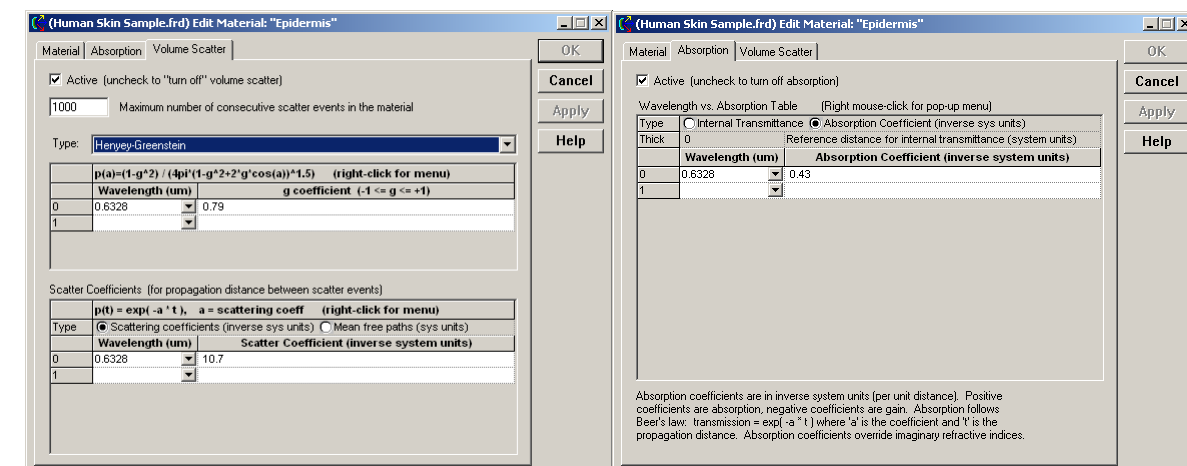 (Human Skin Sample.frd) Edit Material: "Epidermis"
Material Absorption Volume Scatter
Active (uncheck to "turn off" volume scatter)
1000 Maximum number of consecutive scatter events in the material
Type: Henyey-Greenstein
p(a)=(1-g^2) / (4pi*(1-g^2+2*g*cos(a))^1.5) (right-click for menu)
Wavelength (um) g coefficient (-1 <= g <= +1)
0 0.6328 0.79
1
Scatter Coefficients (for propagation distance between scatter events)
p(t) = exp( -a * t ), a = scattering coeff (right-click for menu)
Type Scattering coefficients (inverse sys units) Mean free paths (sys units)
Wavelength (um) Scatter Coefficient (inverse system units)
0 0.6328 10.7
1
OK
Cancel
Apply
Help
(Human Skin Sample.frd) Edit Material: "Epidermis"
Material Absorption Volume Scatter
Active (uncheck to turn off absorption)
Wavelength vs. Absorption Table (Right mouse-click for pop-up menu)
Type Internal Transmittance Absorption Coefficient (inverse sys units)
Thick 0 Reference distance for internal transmittance (system units)
Wavelength (um) Absorption Coefficient (inverse system units)
0 0.6328 0.43
1
Absorption coefficients are in inverse system units (per unit distance). Positive
coefficients are absorption, negative coefficients are gain. Absorption follows
Beer's law: transmission = exp( -a * t ) where 'a' is the coefficient and 't' is the
propagation distance. Absorption coefficients override imaginary refractive indices.
OK
Cancel
Apply
Help